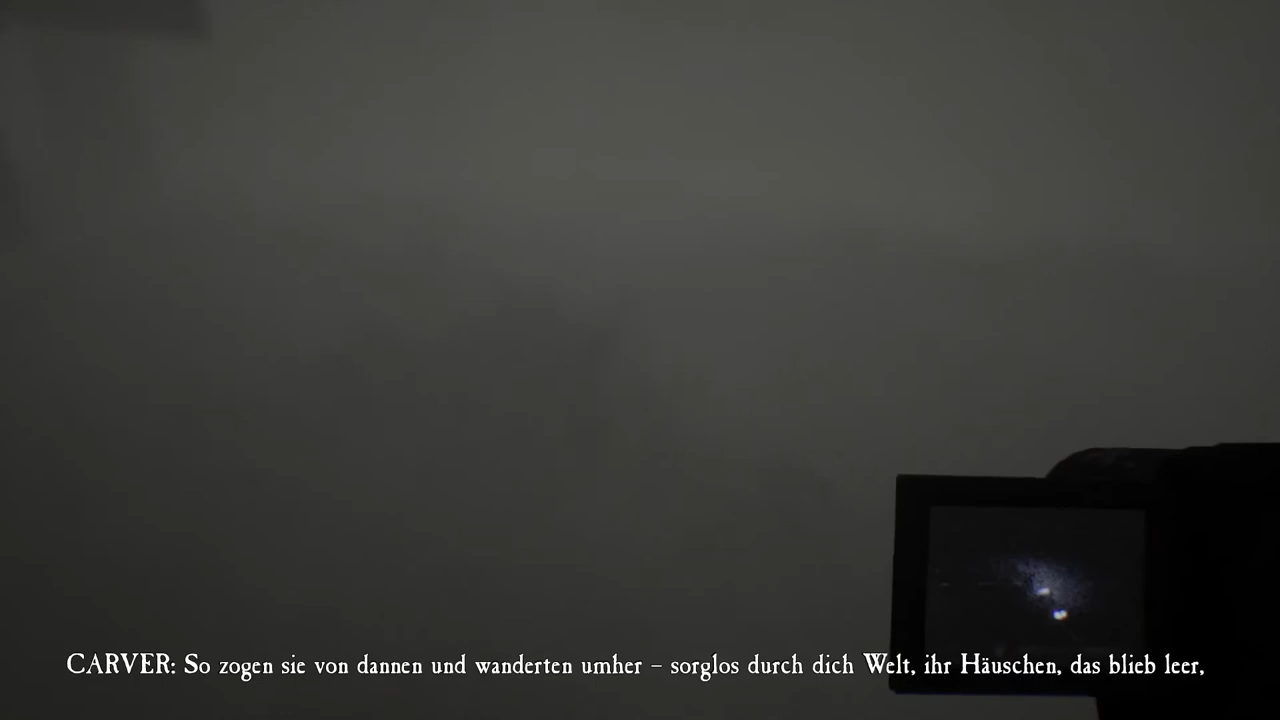 CARVER: So zogen sie von dannen und wanderten umher – sorglos durch dich Welt, ihr Häuschen, das blieb leer,